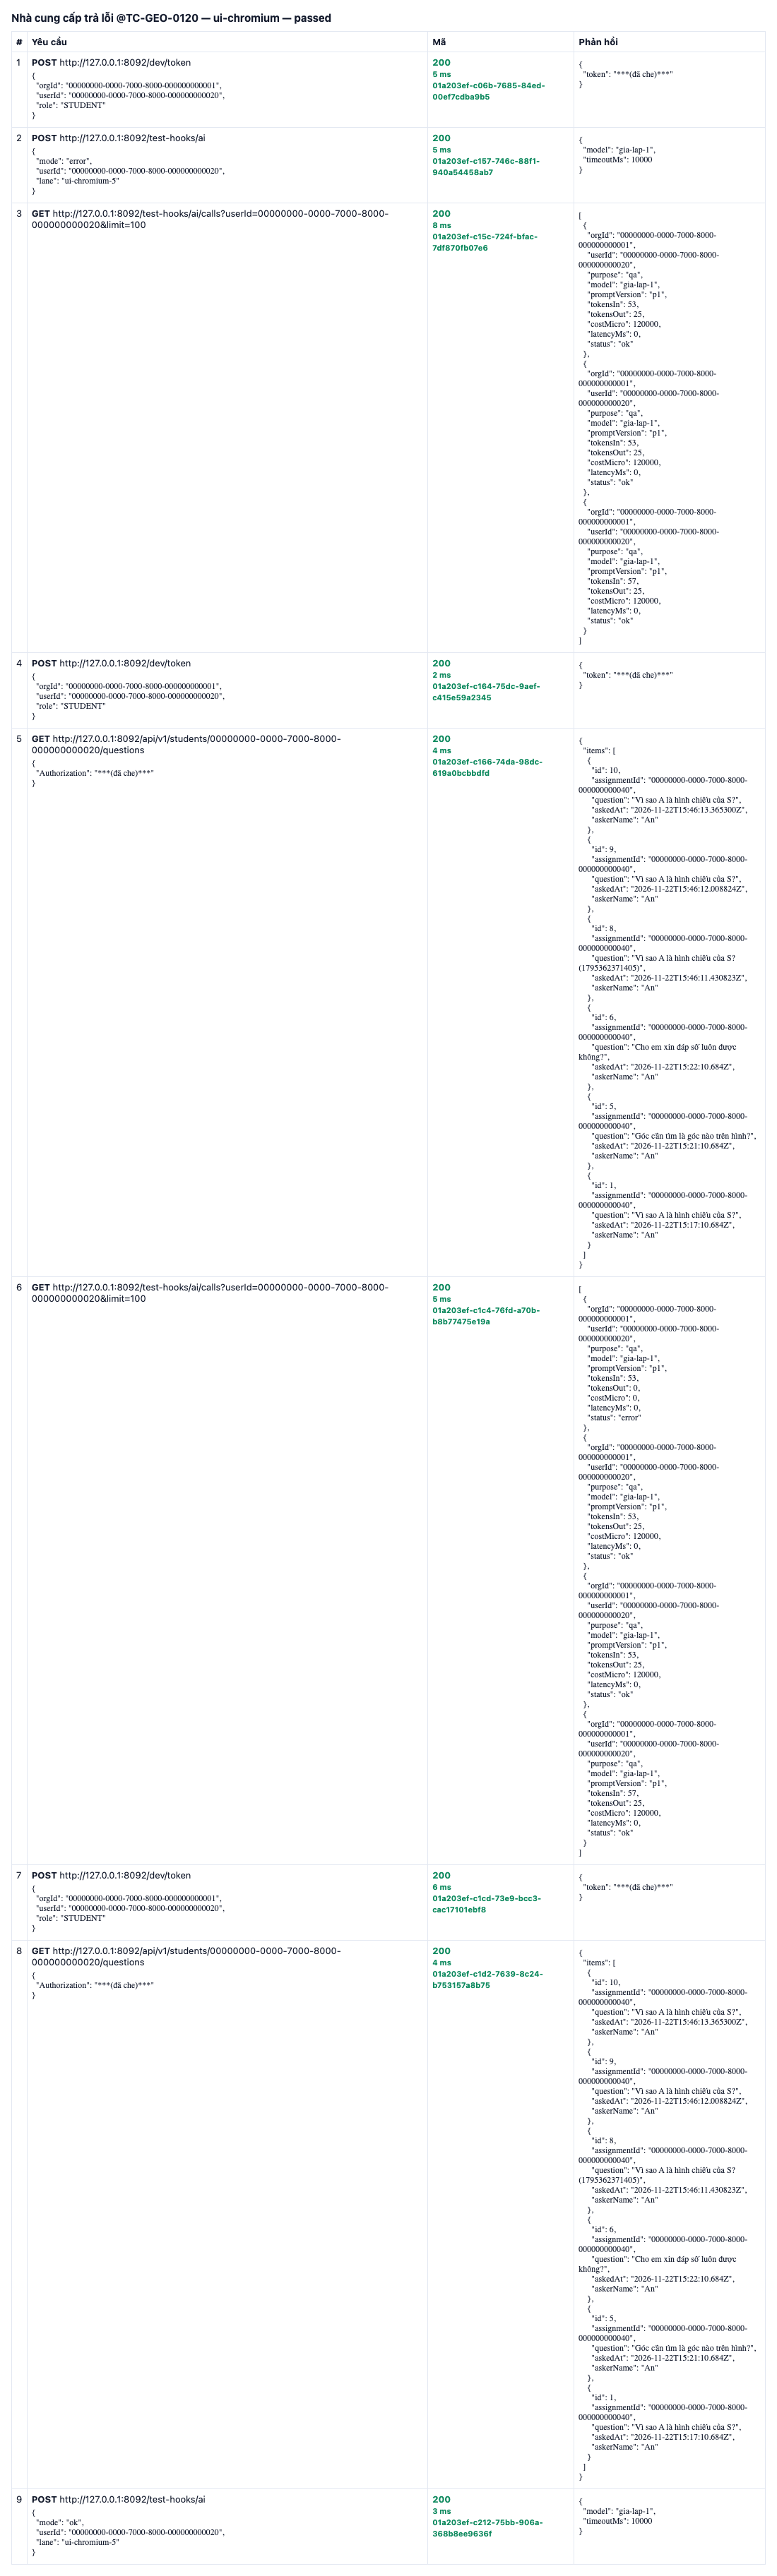 Nhà cung cấp trả lỗi @TC-GEO-0120 — ui-chromium — passed
# Yêu cầu Mã Phản hồi
1 POST http://127.0.0.1:8092/dev/token
{
"orgId": "00000000-0000-7000-8000-000000000001",
"userId": "00000000-0000-7000-8000-000000000020",
"role": "STUDENT"
}
200
5 ms
01a203ef-c06b-7685-84ed-
00ef7cdba9b5
{
"token": "***(đã che)***"
}
2 POST http://127.0.0.1:8092/test-hooks/ai
{
"mode": "error",
"userId": "00000000-0000-7000-8000-000000000020",
"lane": "ui-chromium-5"
}
200
5 ms
01a203ef-c157-746c-88f1-
940a54458ab7
{
"model": "gia-lap-1",
"timeoutMs": 10000
}
3 GET http://127.0.0.1:8092/test-hooks/ai/calls?userId=00000000-0000-7000-8000-
000000000020&limit=100
200
8 ms
01a203ef-c15c-724f-bfac-
7df870fb07e6
[
{
"orgId": "00000000-0000-7000-8000-
000000000001",
"userId": "00000000-0000-7000-8000-
000000000020",
"purpose": "qa",
"model": "gia-lap-1",
"promptVersion": "p1",
"tokensIn": 53,
"tokensOut": 25,
"costMicro": 120000,
"latencyMs": 0,
"status": "ok"
},
{
"orgId": "00000000-0000-7000-8000-
000000000001",
"userId": "00000000-0000-7000-8000-
000000000020",
"purpose": "qa",
"model": "gia-lap-1",
"promptVersion": "p1",
"tokensIn": 53,
"tokensOut": 25,
"costMicro": 120000,
"latencyMs": 0,
"status": "ok"
},
{
"orgId": "00000000-0000-7000-8000-
000000000001",
"userId": "00000000-0000-7000-8000-
000000000020",
"purpose": "qa",
"model": "gia-lap-1",
"promptVersion": "p1",
"tokensIn": 57,
"tokensOut": 25,
"costMicro": 120000,
"latencyMs": 0,
"status": "ok"
}
]
4 POST http://127.0.0.1:8092/dev/token
{
"orgId": "00000000-0000-7000-8000-000000000001",
"userId": "00000000-0000-7000-8000-000000000020",
"role": "STUDENT"
}
200
2 ms
01a203ef-c164-75dc-9aef-
c415e59a2345
{
"token": "***(đã che)***"
}
5 GET http://127.0.0.1:8092/api/v1/students/00000000-0000-7000-8000-
000000000020/questions
{
"Authorization": "***(đã che)***"
}
200
4 ms
01a203ef-c166-74da-98dc-
619a0bcbbdfd
{
"items": [
{
"id": 10,
"assignmentId": "00000000-0000-7000-8000-
000000000040",
"question": "Vì sao A là hình chiếu của S?",
"askedAt": "2026-11-22T15:46:13.365300Z",
"askerName": "An"
},
{
"id": 9,
"assignmentId": "00000000-0000-7000-8000-
000000000040",
"question": "Vì sao A là hình chiếu của S?",
"askedAt": "2026-11-22T15:46:12.008824Z",
"askerName": "An"
},
{
"id": 8,
"assignmentId": "00000000-0000-7000-8000-
000000000040",
"question": "Vì sao A là hình chiếu của S?
(1795362371405)",
"askedAt": "2026-11-22T15:46:11.430823Z",
"askerName": "An"
},
{
"id": 6,
"assignmentId": "00000000-0000-7000-8000-
000000000040",
"question": "Cho em xin đáp số luôn được
không?",
"askedAt": "2026-11-22T15:22:10.684Z",
"askerName": "An"
},
{
"id": 5,
"assignmentId": "00000000-0000-7000-8000-
000000000040",
"question": "Góc cần tìm là góc nào trên hình?",
"askedAt": "2026-11-22T15:21:10.684Z",
"askerName": "An"
},
{
"id": 1,
"assignmentId": "00000000-0000-7000-8000-
000000000040",
"question": "Vì sao A là hình chiếu của S?",
"askedAt": "2026-11-22T15:17:10.684Z",
"askerName": "An"
}
]
}
6 GET http://127.0.0.1:8092/test-hooks/ai/calls?userId=00000000-0000-7000-8000-
000000000020&limit=100
200
5 ms
01a203ef-c1c4-76fd-a70b-
b8b77475e19a
[
{
"orgId": "00000000-0000-7000-8000-
000000000001",
"userId": "00000000-0000-7000-8000-
000000000020",
"purpose": "qa",
"model": "gia-lap-1",
"promptVersion": "p1",
"tokensIn": 53,
"tokensOut": 0,
"costMicro": 0,
"latencyMs": 0,
"status": "error"
},
{
"orgId": "00000000-0000-7000-8000-
000000000001",
"userId": "00000000-0000-7000-8000-
000000000020",
"purpose": "qa",
"model": "gia-lap-1",
"promptVersion": "p1",
"tokensIn": 53,
"tokensOut": 25,
"costMicro": 120000,
"latencyMs": 0,
"status": "ok"
},
{
"orgId": "00000000-0000-7000-8000-
000000000001",
"userId": "00000000-0000-7000-8000-
000000000020",
"purpose": "qa",
"model": "gia-lap-1",
"promptVersion": "p1",
"tokensIn": 53,
"tokensOut": 25,
"costMicro": 120000,
"latencyMs": 0,
"status": "ok"
},
{
"orgId": "00000000-0000-7000-8000-
000000000001",
"userId": "00000000-0000-7000-8000-
000000000020",
"purpose": "qa",
"model": "gia-lap-1",
"promptVersion": "p1",
"tokensIn": 57,
"tokensOut": 25,
"costMicro": 120000,
"latencyMs": 0,
"status": "ok"
}
]
7 POST http://127.0.0.1:8092/dev/token
{
"orgId": "00000000-0000-7000-8000-000000000001",
"userId": "00000000-0000-7000-8000-000000000020",
"role": "STUDENT"
}
200
6 ms
01a203ef-c1cd-73e9-bcc3-
cac17101ebf8
{
"token": "***(đã che)***"
}
8 GET http://127.0.0.1:8092/api/v1/students/00000000-0000-7000-8000-
000000000020/questions
{
"Authorization": "***(đã che)***"
}
200
4 ms
01a203ef-c1d2-7639-8c24-
b753157a8b75
{
"items": [
{
"id": 10,
"assignmentId": "00000000-0000-7000-8000-
000000000040",
"question": "Vì sao A là hình chiếu của S?",
"askedAt": "2026-11-22T15:46:13.365300Z",
"askerName": "An"
},
{
"id": 9,
"assignmentId": "00000000-0000-7000-8000-
000000000040",
"question": "Vì sao A là hình chiếu của S?",
"askedAt": "2026-11-22T15:46:12.008824Z",
"askerName": "An"
},
{
"id": 8,
"assignmentId": "00000000-0000-7000-8000-
000000000040",
"question": "Vì sao A là hình chiếu của S?
(1795362371405)",
"askedAt": "2026-11-22T15:46:11.430823Z",
"askerName": "An"
},
{
"id": 6,
"assignmentId": "00000000-0000-7000-8000-
000000000040",
"question": "Cho em xin đáp số luôn được
không?",
"askedAt": "2026-11-22T15:22:10.684Z",
"askerName": "An"
},
{
"id": 5,
"assignmentId": "00000000-0000-7000-8000-
000000000040",
"question": "Góc cần tìm là góc nào trên hình?",
"askedAt": "2026-11-22T15:21:10.684Z",
"askerName": "An"
},
{
"id": 1,
"assignmentId": "00000000-0000-7000-8000-
000000000040",
"question": "Vì sao A là hình chiếu của S?",
"askedAt": "2026-11-22T15:17:10.684Z",
"askerName": "An"
}
]
}
9 POST http://127.0.0.1:8092/test-hooks/ai
{
"mode": "ok",
"userId": "00000000-0000-7000-8000-000000000020",
"lane": "ui-chromium-5"
}
200
3 ms
01a203ef-c212-75bb-906a-
368b8ee9636f
{
"model": "gia-lap-1",
"timeoutMs": 10000
}